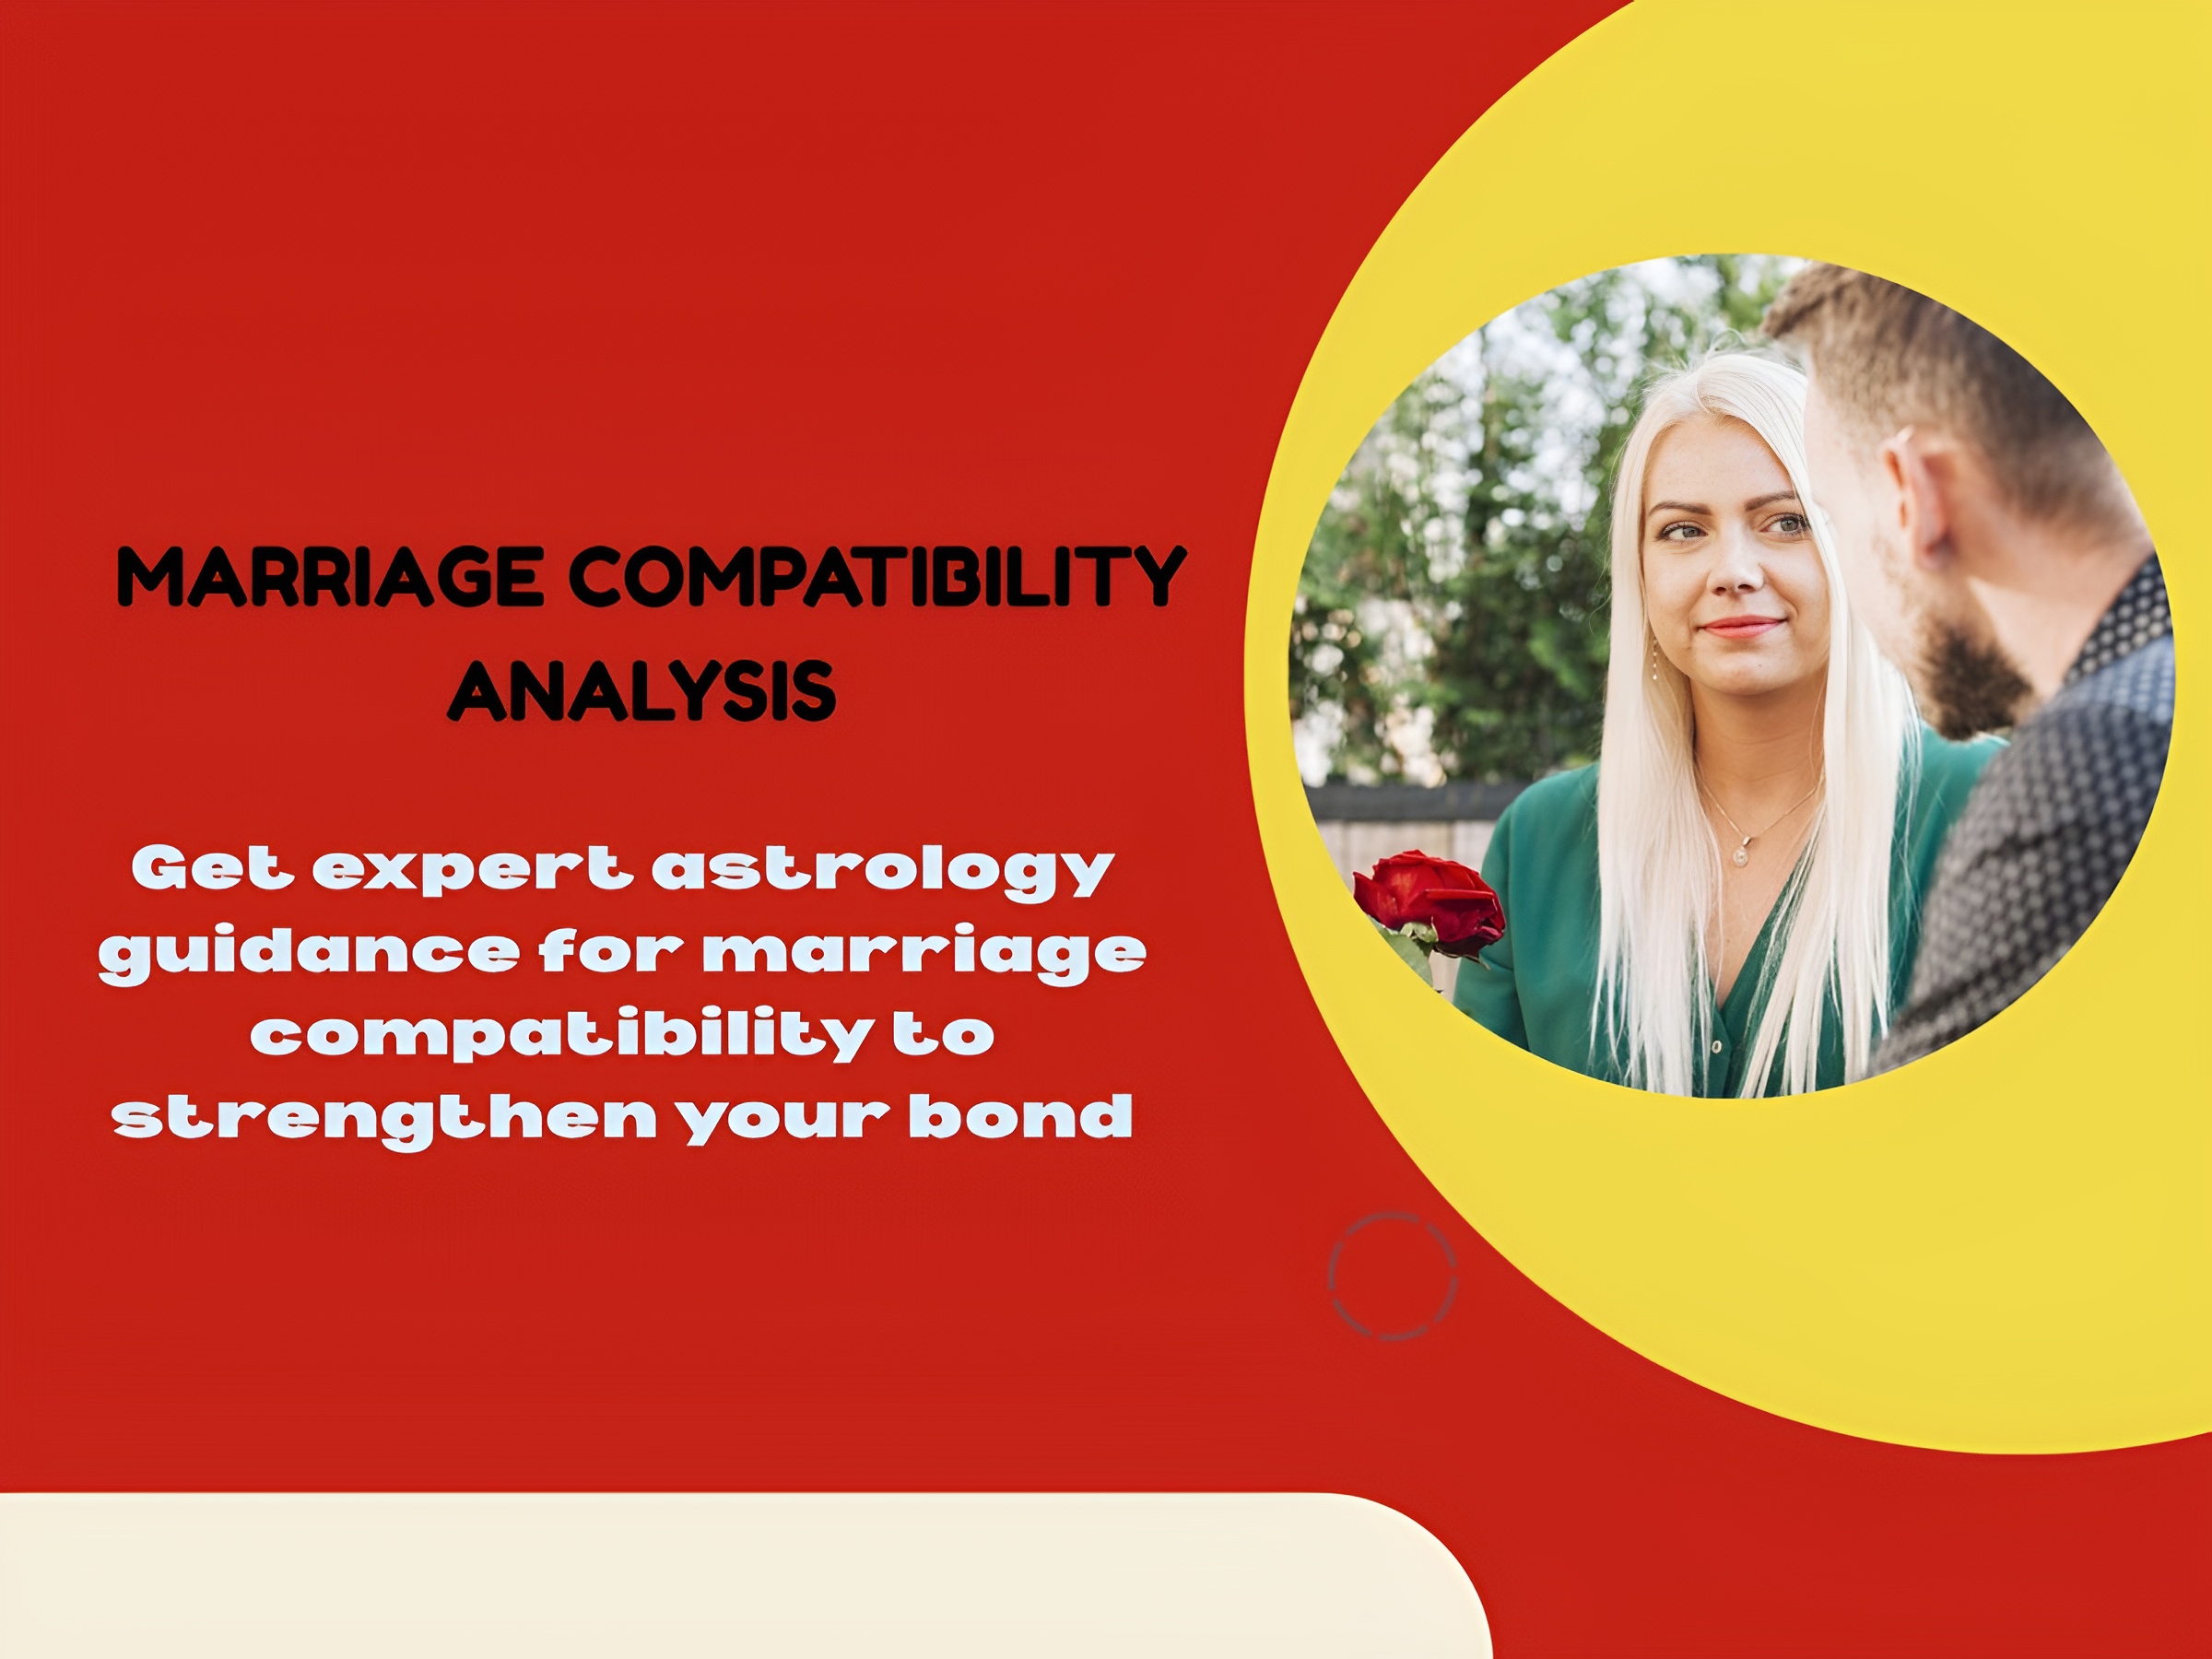 MARRIAGE COMPATIBILITY
ANALYSIS
Get expert astrology
guidance for marriage
compatibility to
strengthen your bond